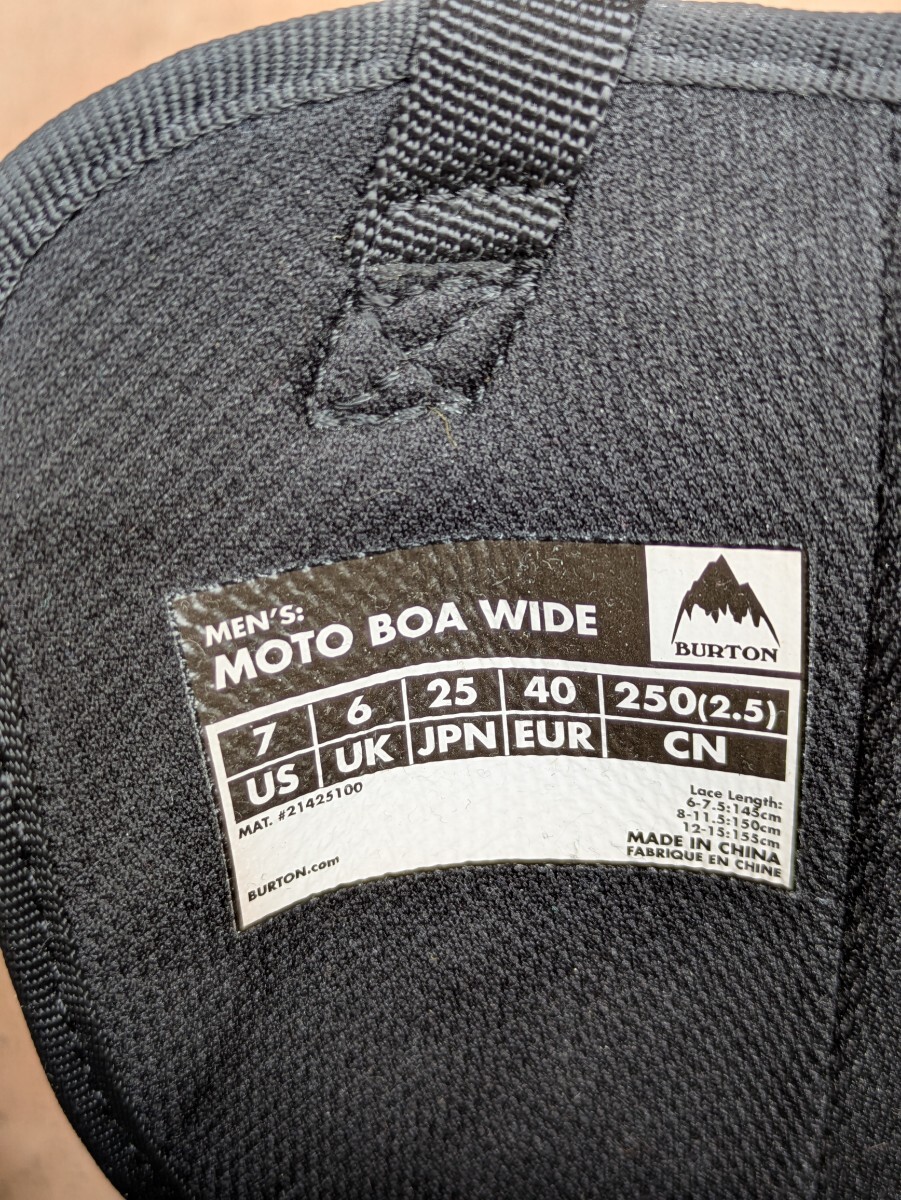 MEN'S:
MOTO BOA WIDE
BURTON
7 6 25 40 250(2.5)
US UK JPN EUR CN
MAT. #21425100
Lace Length:
6-7.5:145cm
8-11.5:150cm
12-15:155cm
MADE IN CHINA
FABRIQUE EN CHINE
BURTON.com